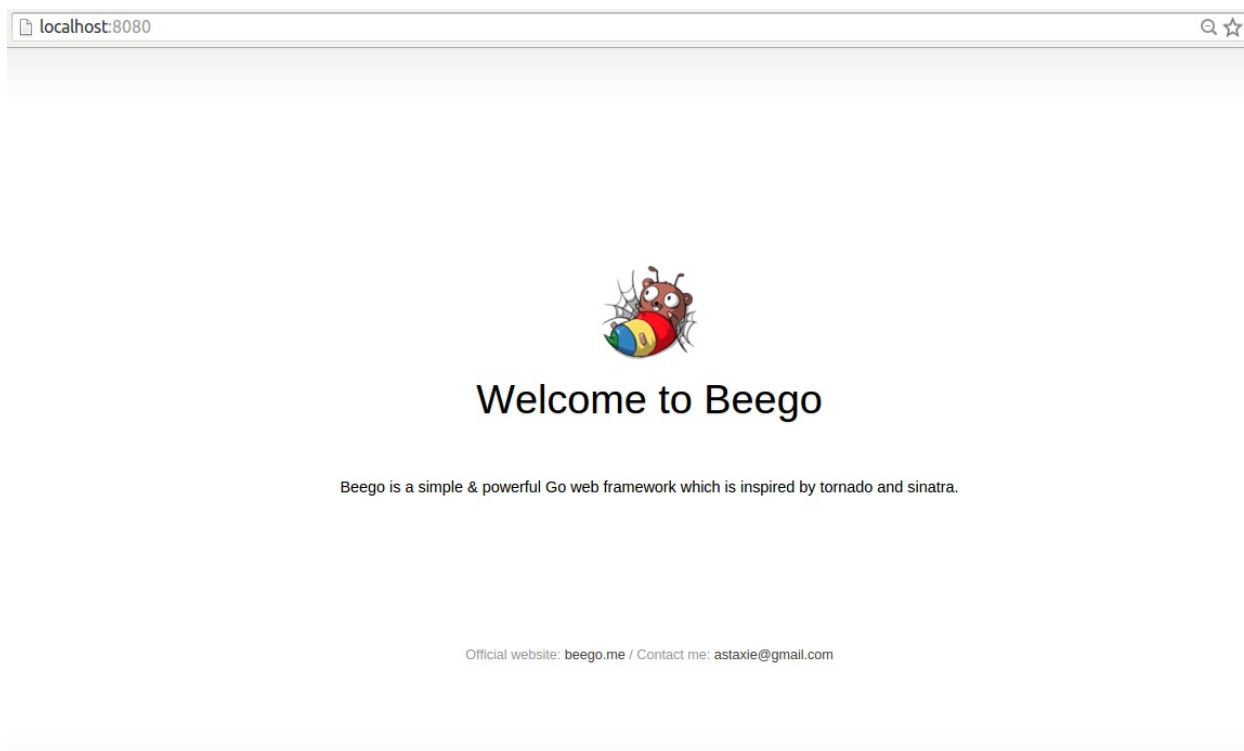 localhost:8080
Welcome to Beego
Beego is a simple & powerful Go web framework which is inspired by tornado and sinatra.
Official website: beego.me / Contact me: astaxie@gmail.com